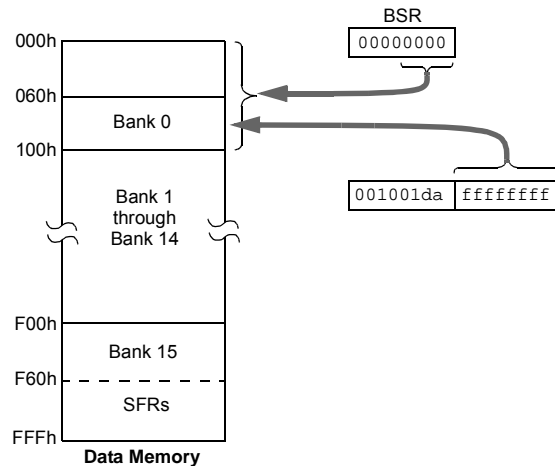 BSR
000h
00000000
060h
Bank 0
100h
Bank 1
through
Bank 14
001001da ffffffff
F00h
Bank 15
F60h
SFRs
FFFh
Data Memory